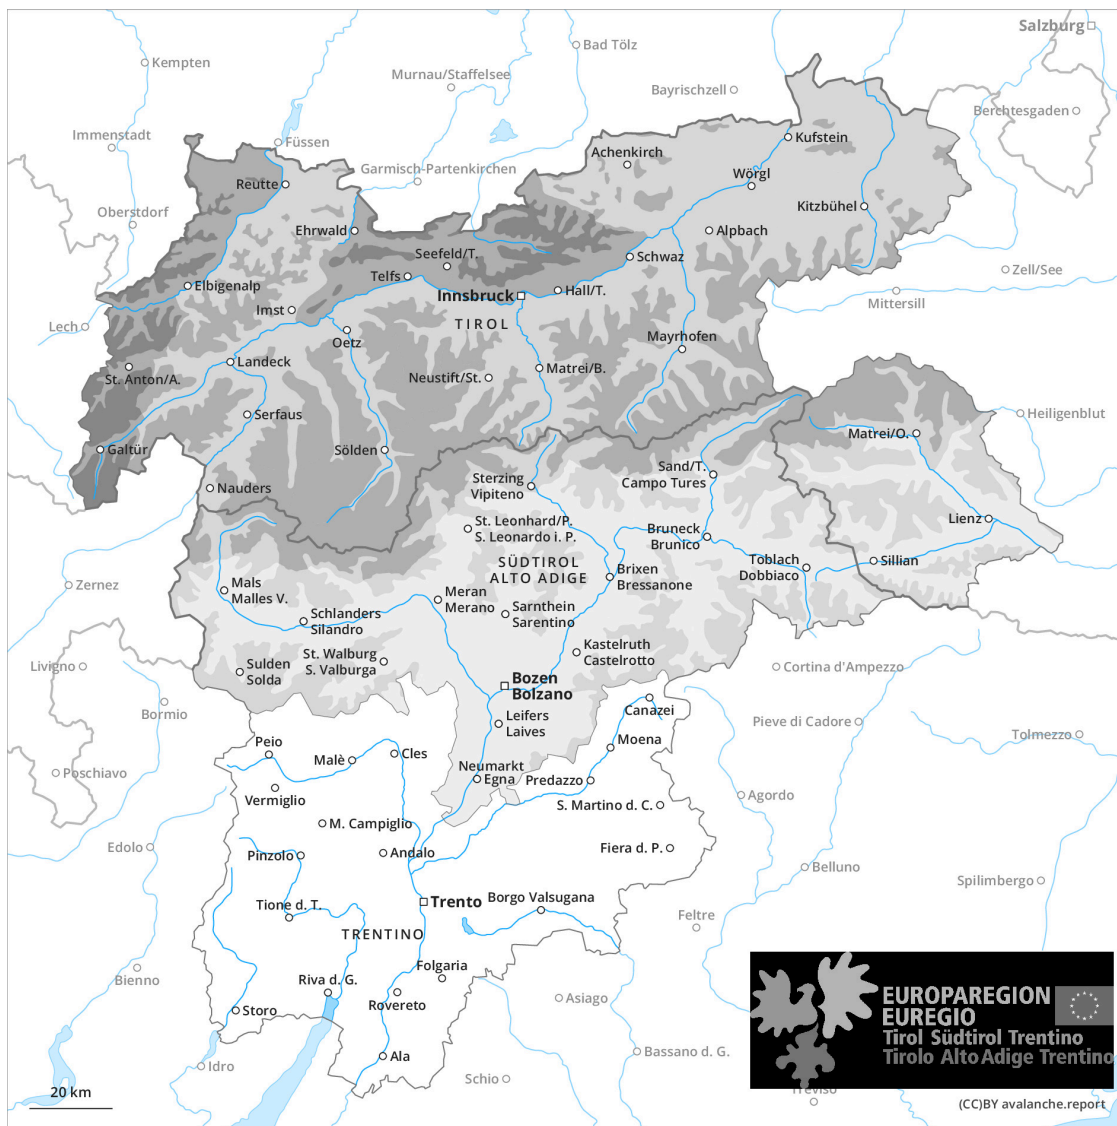 Salzburg
Bad Tölz
Kempten
Murnau/Staffelsee
Bayrischzell
Berchtesgaden
Immenstadt
Füssen
Kufstein
Achenkirch
Garmisch-Partenkirchen
Wörgl
Reutte
Oberstdorf
Kitzbühel
Ehrwald
Alpbach
Seefeld/T.
Schwaz
Zell/See
Telfs
Elbigenalp
Innsbruck
Hall/T.
Mittersill
Imst
TIROL
Lech
Oetz
Mayrhofen
Landeck
Matrei/B.
St. Anton/A.
Neustift/St.
Serfaus
Heiligenblut
Matrei/O.
Galtür
Sölden
Sterzing
Vipiteno
Sand/T.
Campo Tures
Nauders
St. Leonhard/P.
S. Leonardo i. P.
Lienz
Bruneck
Brunico
SÜDTIROL
ALTO ADIGE
Toblach
Dobbiaco
Sillian
Brixen
Bressanone
Zernez
Mals
Malles V.
Meran
Merano
Schlanders
Silandro
Sarnthein
Sarentino
Kastelruth
Castelrotto
St. Walburg
S. Valburga
Livigno
Sulden
Solda
Cortina d'Ampezzo
Bozen
Bolzano
Bormio
Canazei
Leifers
Laives
Pieve di Cadore
Tolmezzo
Moena
Peio
Cles
Malè
Poschiavo
Neumarkt
Egna
Predazzo
Vermiglio
Agordo
S. Martino d. C.
M. Campiglio
Edolo
Pinzolo
Andalo
Fiera d. P.
Belluno
Spilimbergo
Trento
Borgo Valsugana
Tione d. T.
Feltre
TRENTINO
Bienno
Folgaria
Riva d. G.
Rovereto
Asiago
Storo
EUROPAREGION
EUREGIO
Tirol Südtirol Trentino
Tirolo Alto Adige Trentino
Ala
Bassano d. G.
Idro
Schio
Treviso
20 km
(CC)BY avalanche.report